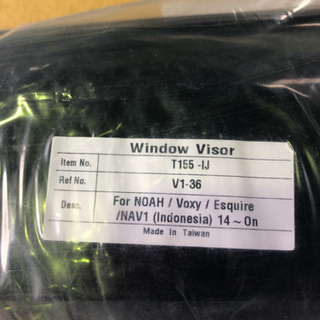 Window Visor
Item No. T155 -IJ
Ref No. V1-36
Desc. For NOAH / Voxy / Esquire
/NAV1 (Indonesia) 14～On
Made In Taiwan